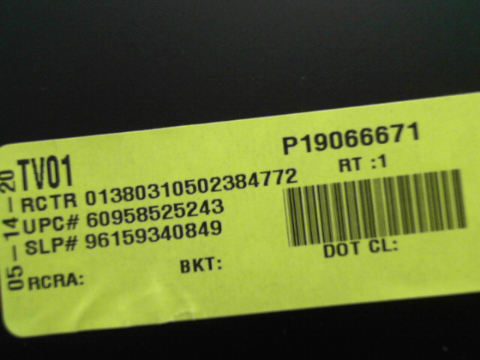 05-14-20
TV01
P19066671
RCTR 01380310502384772
RT :1
UPC# 60958525243
SLP# 96159340849
DOT CL:
BKT:
RCRA: